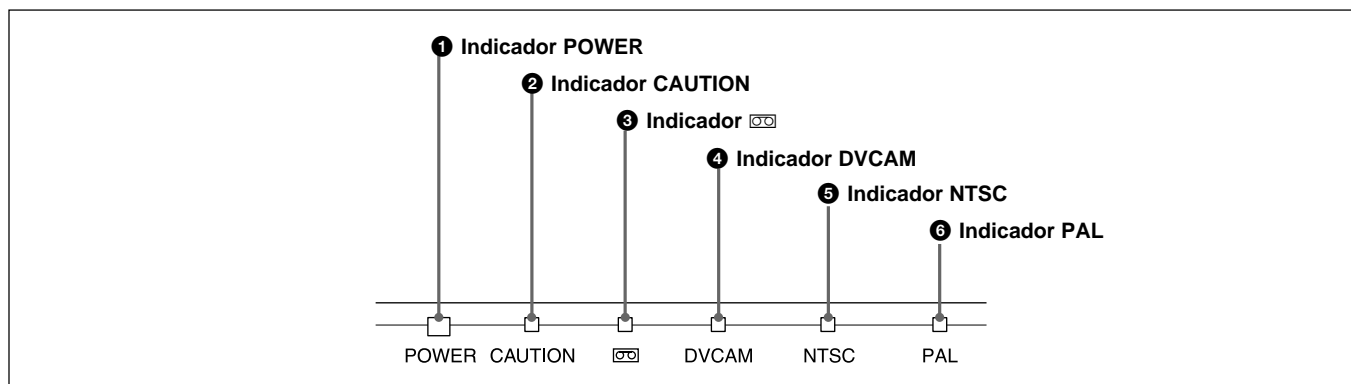 ❶ Indicador POWER
❷ Indicador CAUTION
❸ Indicador
❹ Indicador DVCAM
❺ Indicador NTSC
❻ Indicador PAL
POWER CAUTION DVCAM NTSC PAL